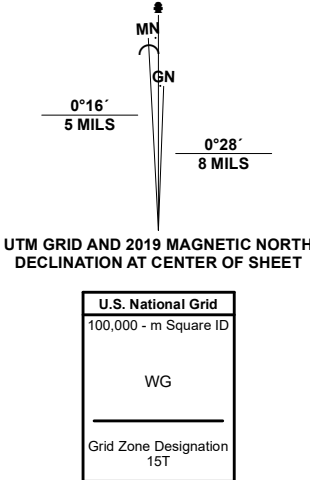 MN
GN
0°16´
5 MILS
0°28´
8 MILS
UTM GRID AND 2019 MAGNETIC NORTH
DECLINATION AT CENTER OF SHEET
U.S. National Grid
100,000 - m Square ID
WG
Grid Zone Designation
15T